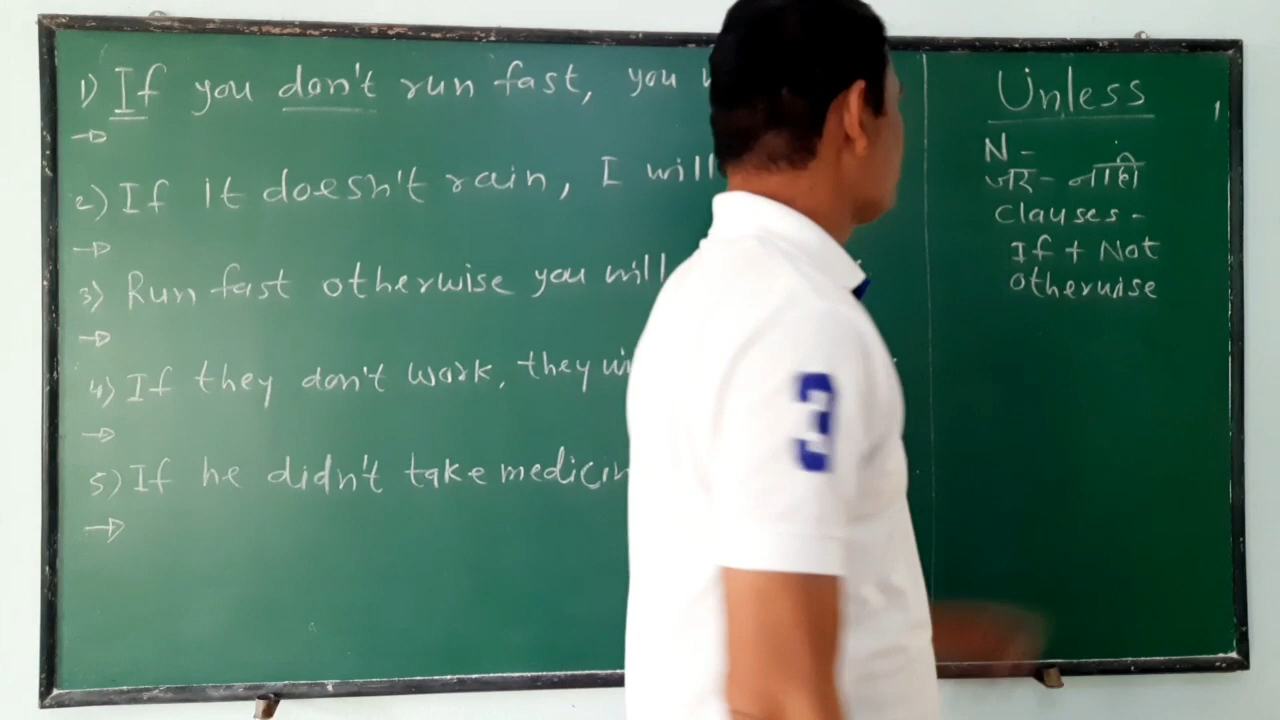 1) If you don't run fast, you
→
2) If it doesn't rain, I will
→
3) Run fast otherwise you will
→
4) If they don't work, they
→
5) If he didn't take
→
Unless
N -
जर - नाही
Clauses -
If + Not
otherwise
3